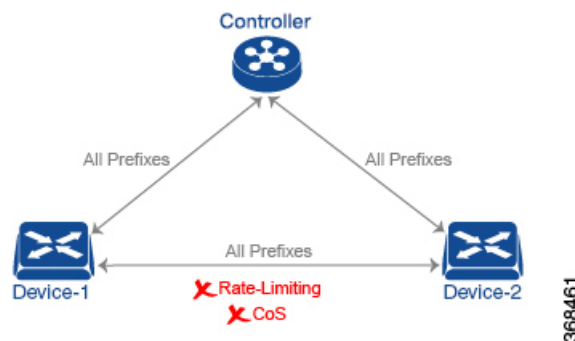 Controller
All Prefixes
All Prefixes
All Prefixes
Device-1
Rate-Limiting
Device-2
CoS
368461